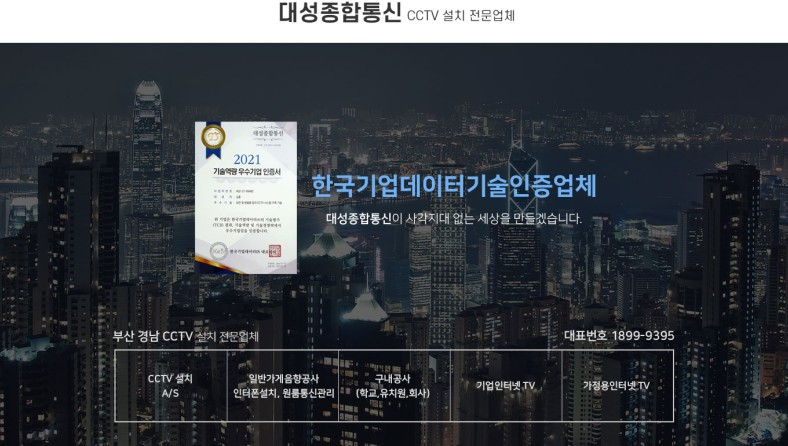 대성종합통신 CCTV 설치 전문업체
대성종합통신
2021
기술역량 우수기업 인증서
한국기업데이터기술인증업체
대성종합통신이 사각지대 없는 세상을 만들겠습니다.
부산 경남 CCTV 설치 전문업체
대표번호 1899-9395
CCTV 설치
A/S
일반가게음향공사
인터폰설치, 원룸통신관리
구내공사
(학교,유치원,회사)
기업인터넷 TV
가정용인터넷 TV